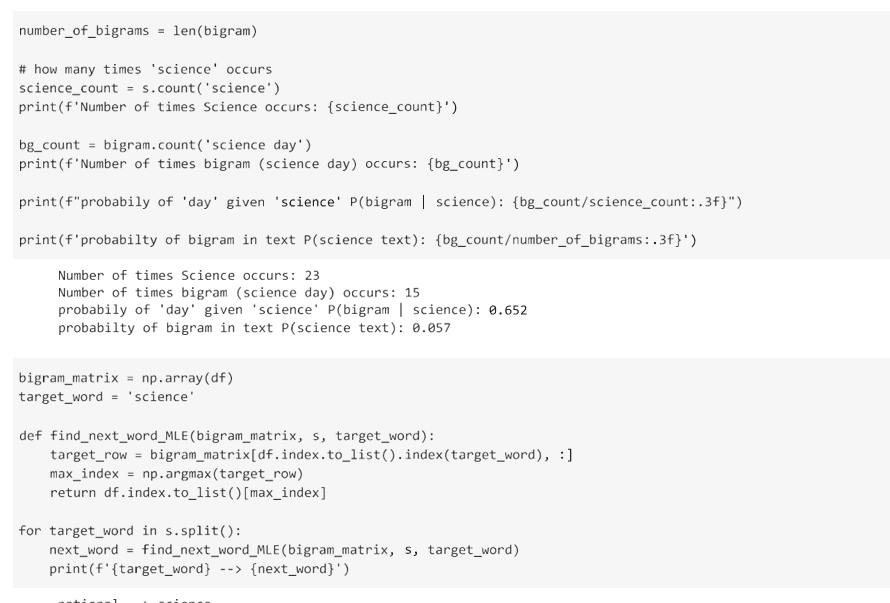 number_of_bigrams = len(bigram)
# how many times 'science' occurs
science_count = s.count('science')
print(f'Number of times Science occurs: {science_count}')
bg_count = bigram.count('science day')
print(f'Number of times bigram (science day) occurs: {bg_count}')
print(f"probabily of 'day' given 'science' P(bigram | science): {bg_count/science_count:.3f}")
print(f'probabilty of bigram in text P(science text): {bg_count/number_of_bigrams:.3f}')
Number of times Science occurs: 23
Number of times bigram (science day) occurs: 15
probabily of 'day' given 'science' P(bigram | science): 0.652
probabilty of bigram in text P(science text): 0.057
bigram_matrix = np.array(df)
target_word = 'science'
def find_next_word_MLE(bigram_matrix, s, target_word):
target_row = bigram_matrix[df.index.to_list().index(target_word), :]
max_index = np.argmax(target_row)
return df.index.to_list()[max_index]
for target_word in s.split():
next_word = find_next_word_MLE(bigram_matrix, s, target_word)
print(f'{target_word} --> {next_word}')